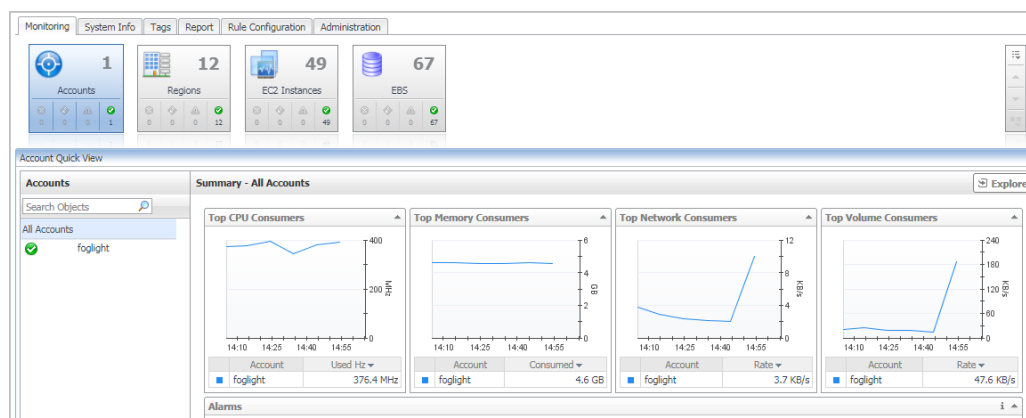 Monitoring System Info Tags Report Rule Configuration Administration
1 12 49 67
Accounts Regions EC2 Instances EBS
0 0 0 1 0 0 0 12 0 0 0 49 0 0 0 67
Account Quick View
Accounts Summary - All Accounts Explore
Search Objects
All Accounts
foglight
Top CPU Consumers Top Memory Consumers Top Network Consumers Top Volume Consumers
400 6 12 240
180
4 8
200 MHz GB KB/s 120 KB/s
2 4
60
0 0 0 0
14:10 14:25 14:40 14:55 14:10 14:25 14:40 14:55 14:10 14:25 14:40 14:55 14:10 14:25 14:40 14:55
Account Used Hz Account Consumed Account Rate Account Rate
foglight 376.4 MHz foglight 4.6 GB foglight 3.7 KB/s foglight 47.6 KB/s
Alarms i